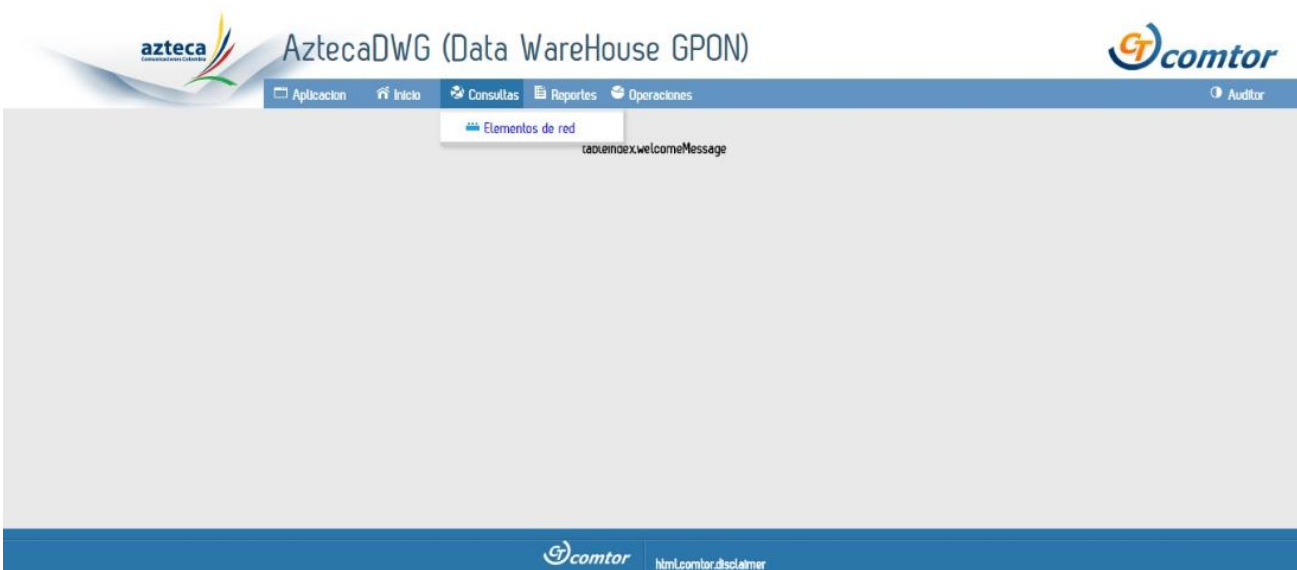 azteca
Comunicaciones Colombia
AztecaDWG (Data WareHouse GPON)
comtor
Aplicacion Inicio Consultas Reportes Operaciones Auditor
Elementos de red
tableindex.welcomeMessage
comtor
html.comtor.disclaimer